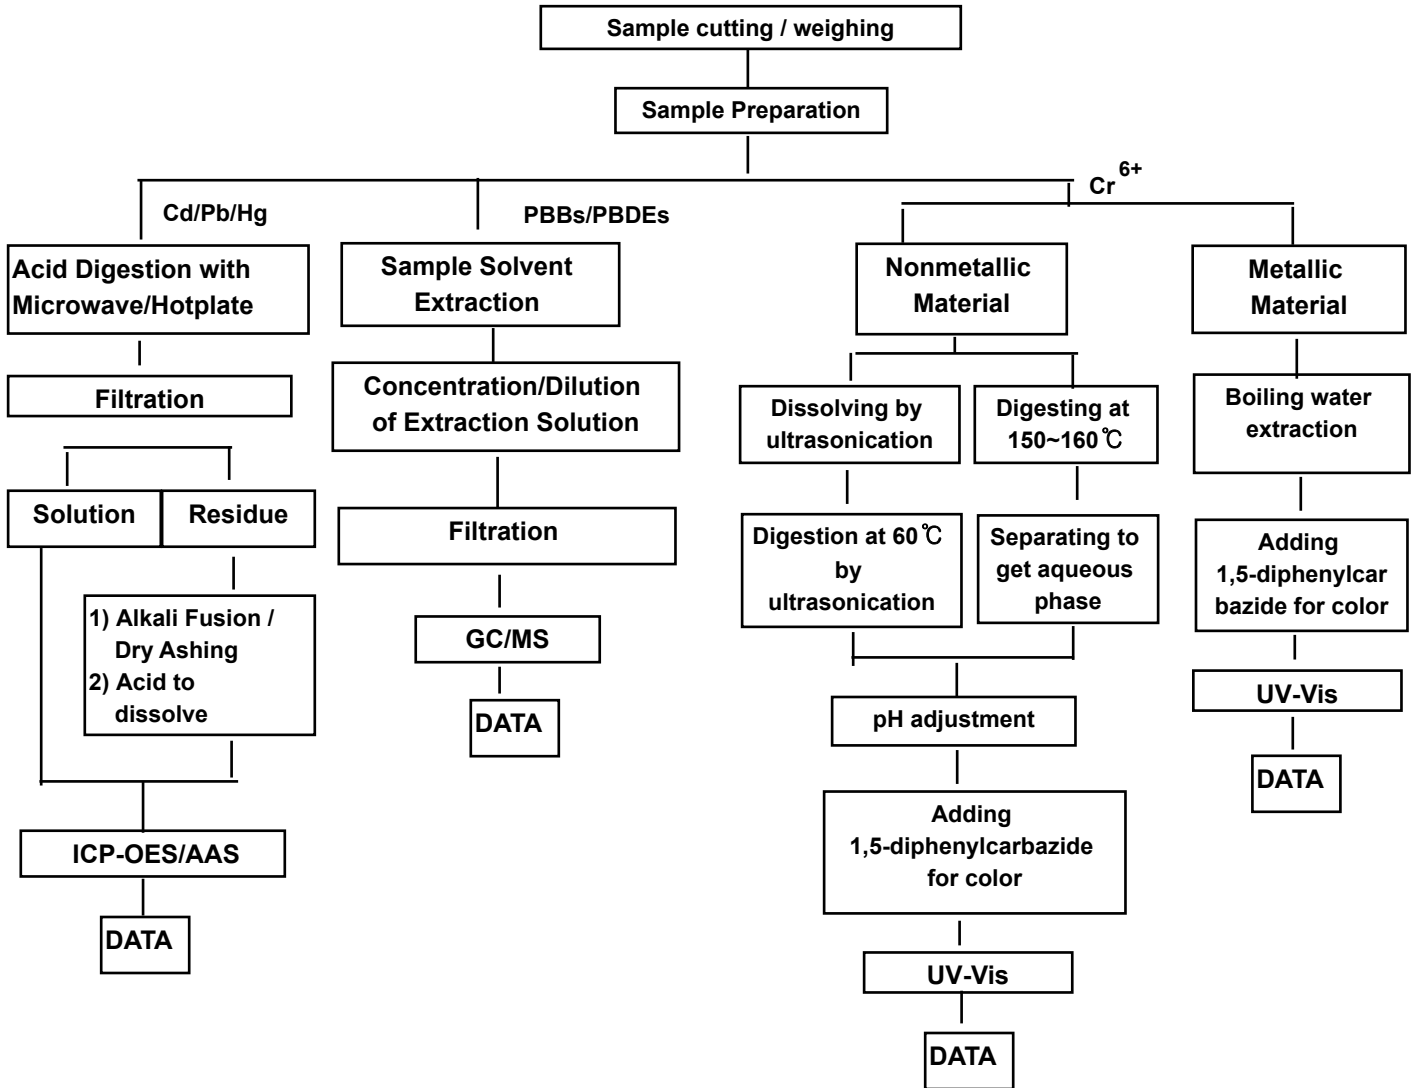 Sample cutting / weighing
Sample Preparation
Cr 6+
Cd/Pb/Hg
PBBs/PBDEs
Acid Digestion with
Microwave/Hotplate
Filtration
Solution
Residue
1) Alkali Fusion /
Dry Ashing
2) Acid to
dissolve
ICP-OES/AAS
DATA
Sample Solvent
Extraction
Concentration/Dilution
of Extraction Solution
Filtration
GC/MS
DATA
Nonmetallic
Material
Dissolving by
ultrasonication
Digestion at 60℃
by
ultrasonication
Digesting at
150~160℃
Separating to
get aqueous
phase
pH adjustment
Adding
1,5-diphenylcarbazide
for color
UV-Vis
DATA
Metallic
Material
Boiling water
extraction
Adding
1,5-diphenylcar
bazide for color
UV-Vis
DATA